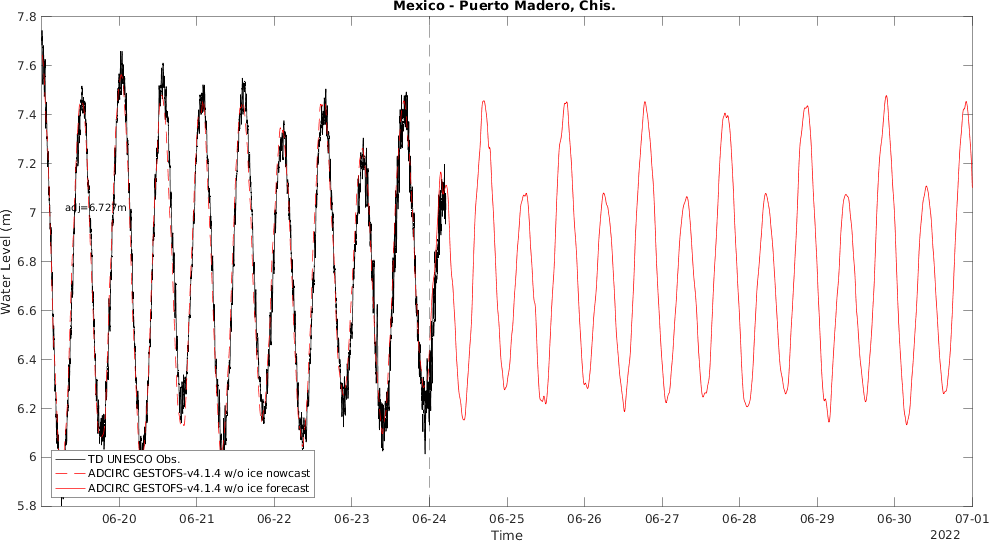 Mexico - Puerto Madero, Chis.
7.8
7.6
7.4
7.2
7
6.8
6.6
6.4
6.2
6
5.8
Water Level (m)
adj=6.727m
TD UNESCO Obs.
ADCIRC GESTOFS-v4.1.4 w/o ice nowcast
ADCIRC GESTOFS-v4.1.4 w/o ice forecast
06-20 06-21 06-22 06-23 06-24 06-25 06-26 06-27 06-28 06-29 06-30 07-01
Time
2022